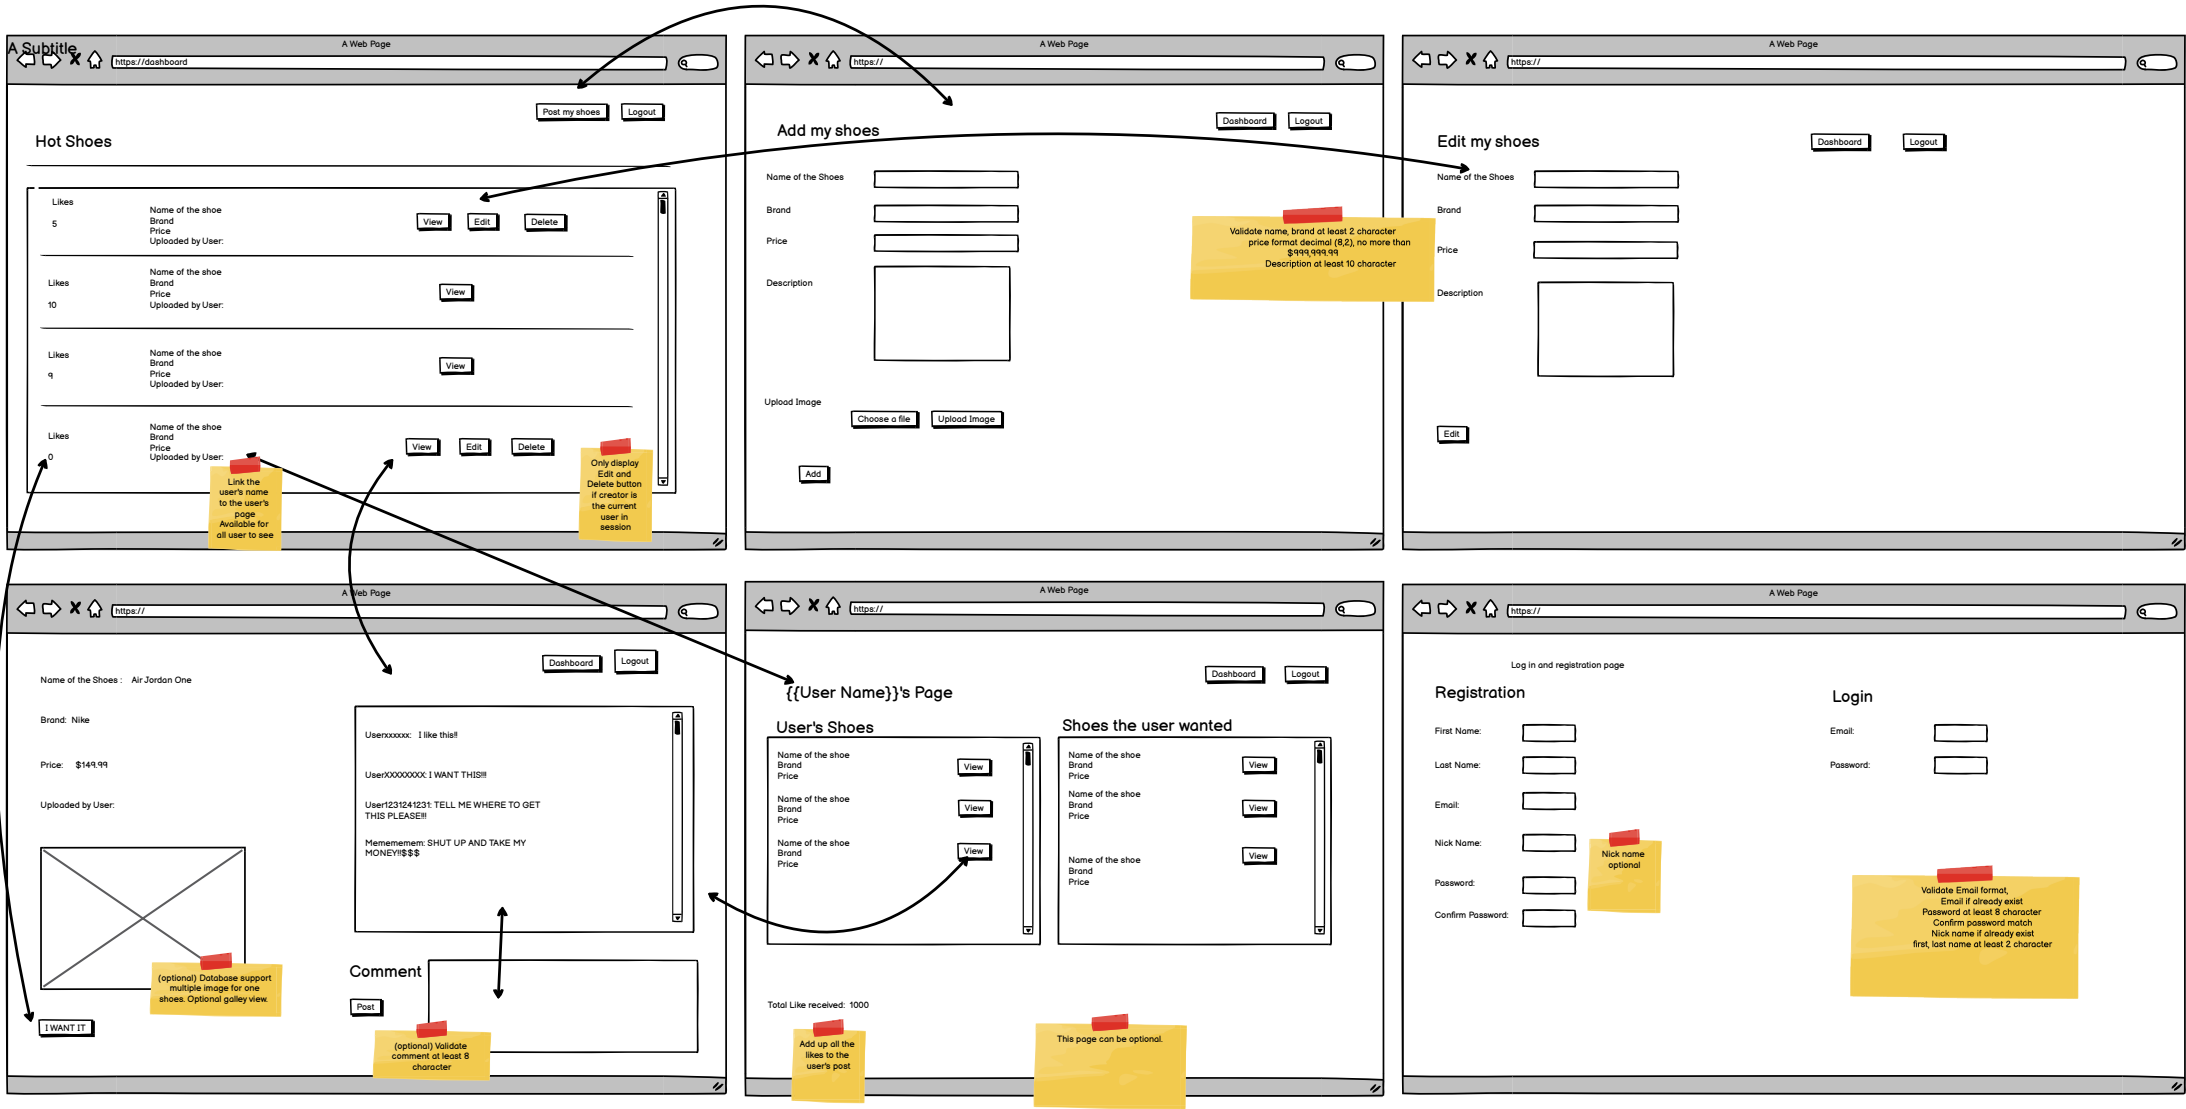 A Subtitle
A Web Page
https://dashboard
Post my shoes
Logout
Hot Shoes
Likes
5
Name of the shoe
Brand
Price
Uploaded by User:
View
Edit
Delete
Likes
10
Name of the shoe
Brand
Price
Uploaded by User:
View
Likes
9
Name of the shoe
Brand
Price
Uploaded by User:
View
Likes
0
Name of the shoe
Brand
Price
Uploaded by User:
View
Edit
Delete
Link the
user's name
to the user's
page
Available for
all user to see
Only display
Edit and
Delete button
if creator is
the current
user in
session
A Web Page
https://
Add my shoes
Dashboard
Logout
Name of the Shoes
Brand
Price
Description
Upload Image
Choose a file
Upload Image
Add
Validate name, brand at least 2 character
price format decimal (8,2), no more than
$999,999.99
Description at least 10 character
A Web Page
https://
Edit my shoes
Dashboard
Logout
Name of the Shoes
Brand
Price
Description
Edit
A Web Page
https://
Dashboard
Logout
Name of the Shoes : Air Jordan One
Brand: Nike
Price: $149.99
Uploaded by User:
Userxxxxxx: I like this!!
UserXXXXXXXX: I WANT THIS!!!
User1231241231: TELL ME WHERE TO GET
THIS PLEASE!!!
Memememem: SHUT UP AND TAKE MY
MONEY!!$$$
(optional) Database support
multiple image for one
shoes. Optional galley view.
I WANT IT
Comment
Post
(optional) Validate
comment at least 8
character
A Web Page
https://
Dashboard
Logout
{{User Name}}'s Page
User's Shoes
Name of the shoe
Brand
Price
View
Name of the shoe
Brand
Price
View
Name of the shoe
Brand
Price
View
Shoes the user wanted
Name of the shoe
Brand
Price
View
Name of the shoe
Brand
Price
View
Name of the shoe
Brand
Price
View
Total Like received: 1000
Add up all the
likes to the
user's post
This page can be optional.
A Web Page
https://
Log in and registration page
Registration
First Name:
Last Name:
Email:
Nick Name:
Password:
Confirm Password:
Nick name
optional
Login
Email:
Password:
Validate Email format,
Email if already exist
Password at least 8 character
Confirm password match
Nick name if already exist
first, last name at least 2 character